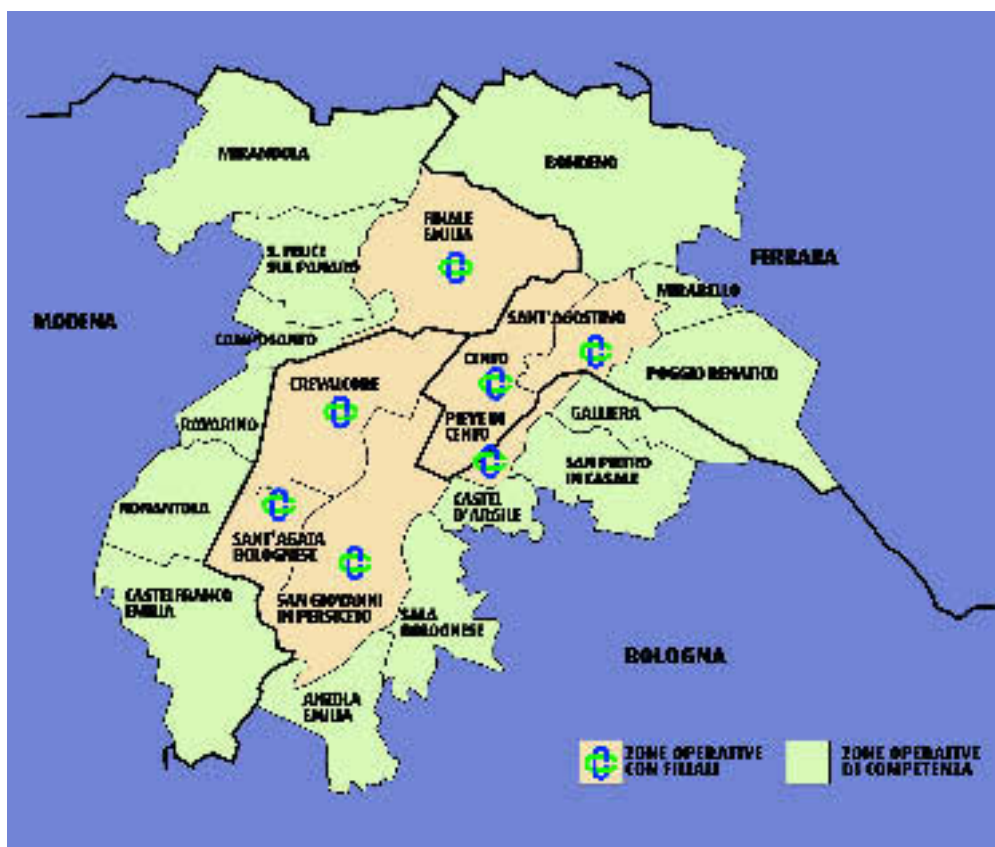 MIRANDOLA
BONDENO
FINALE
EMILIA
S. FELICE
SUL PANARO
FERRARA
MIRABELLO
MODENA
SANT'AGOSTINO
CAMPOSANTO
CENTO
POGGIO RENATICO
CREVALCORE
GALLIERA
RAVARINO
PIEVE DI
CENTO
SAN PIETRO
IN CASALE
NONANTOLA
CASTEL
D'ARGILE
SANT'AGATA
BOLOGNESE
CASTELFRANCO
EMILIA
SAN GIOVANNI
IN PERSICETO
SALA
BOLOGNESE
BOLOGNA
ANZOLA
EMILIA
ZONE OPERATIVE
CON FILIALI
ZONE OPERATIVE
DI COMPETENZA